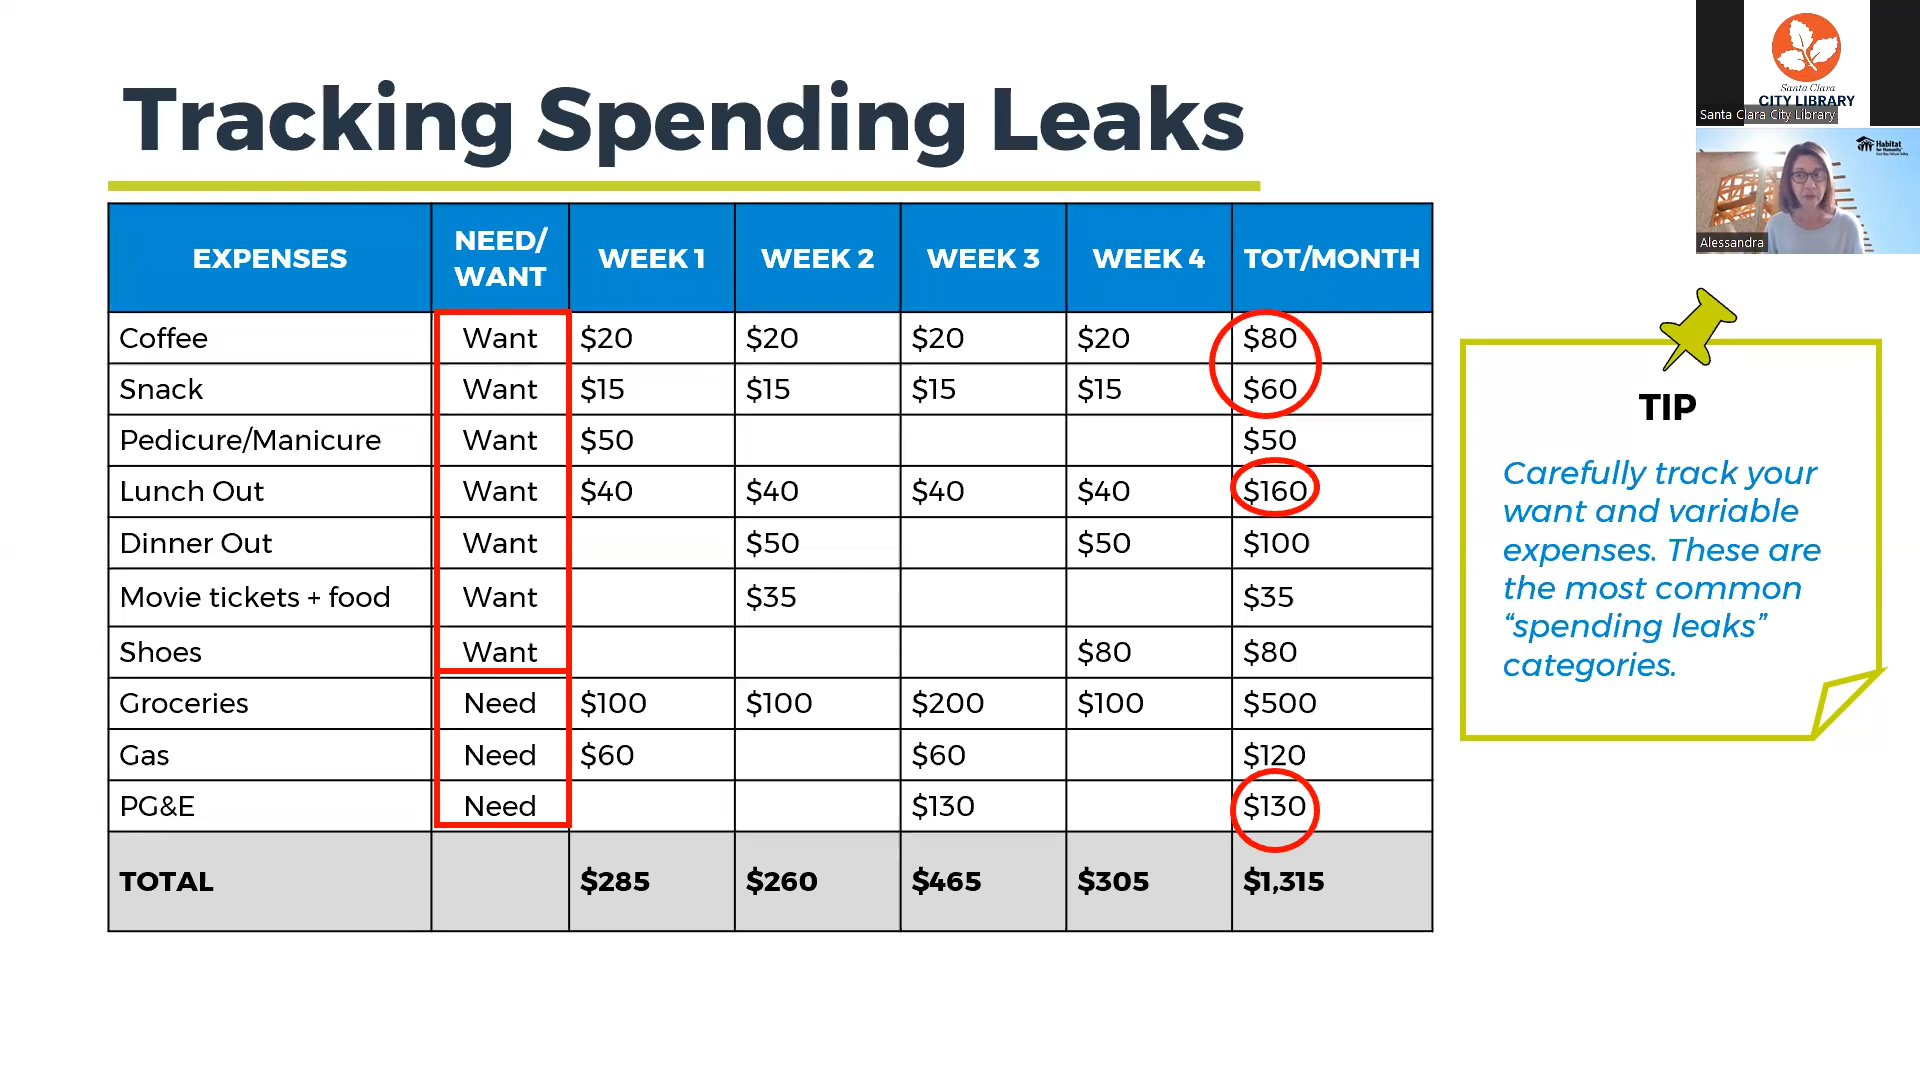 Tracking Spending Leaks
EXPENSES NEED/WANT WEEK 1 WEEK 2 WEEK 3 WEEK 4 TOT/MONTH
Coffee Want $20 $20 $20 $20 $80
Snack Want $15 $15 $15 $15 $60
Pedicure/Manicure Want $50 $50
Lunch Out Want $40 $40 $40 $40 $160
Dinner Out Want $50 $50 $100
Movie tickets + food Want $35 $35
Shoes Want $80 $80
Groceries Need $100 $100 $200 $100 $500
Gas Need $60 $60 $120
PG&E Need $130 $130
TOTAL $285 $260 $465 $305 $1,315
TIP
Carefully track your
want and variable
expenses. These are
the most common
“spending leaks”
categories.
Santa Clara
CITY LIBRARY
Santa Clara City Library
Habitat
for Humanity
Alessandra